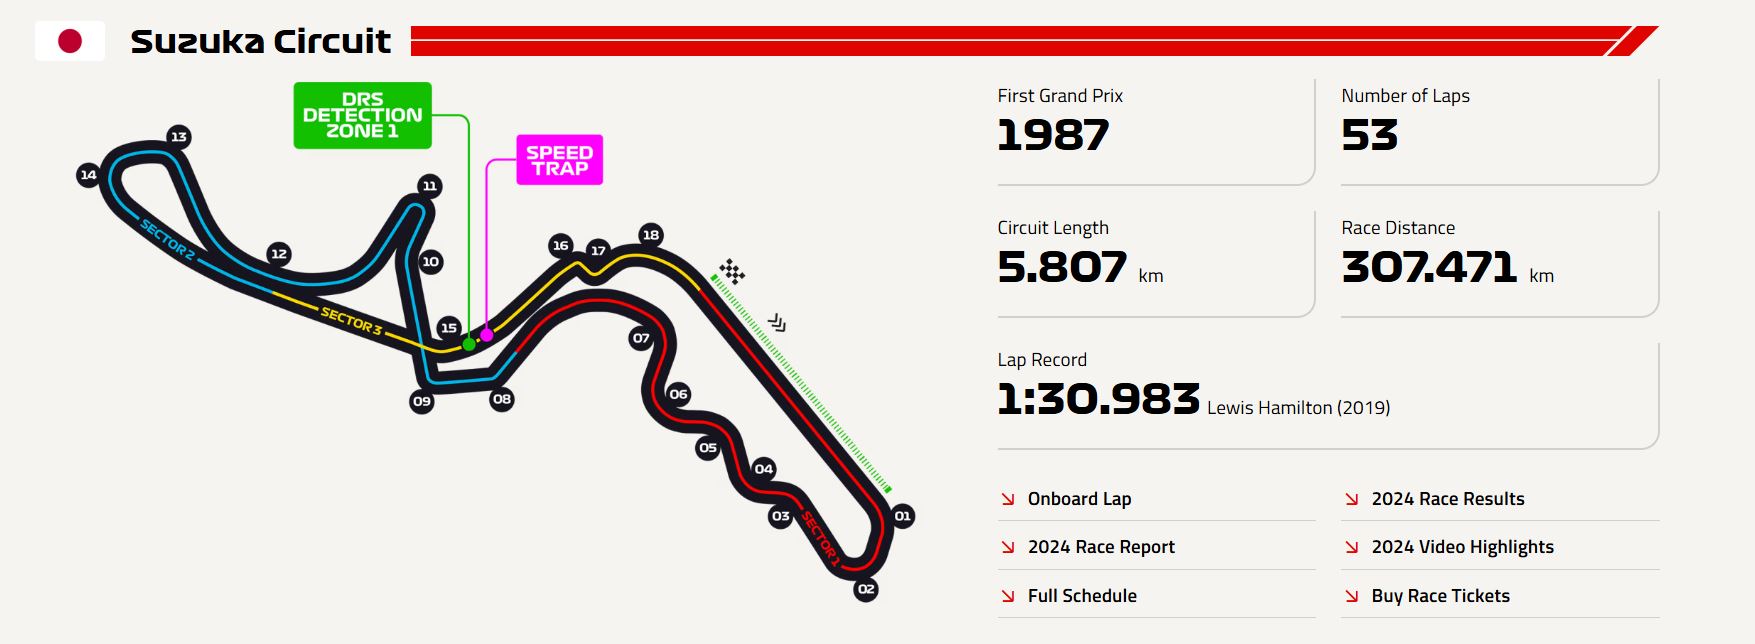 Suzuka Circuit
DRS
DETECTION
ZONE 1
SPEED
TRAP
13
14
11
12
10
16
17
18
15
07
09
08
06
05
04
03
01
02
SECTOR 2
SECTOR 3
SECTOR 1
First Grand Prix
1987
Number of Laps
53
Circuit Length
5.807 km
Race Distance
307.471 km
Lap Record
1:30.983 Lewis Hamilton (2019)
Onboard Lap
2024 Race Results
2024 Race Report
2024 Video Highlights
Full Schedule
Buy Race Tickets